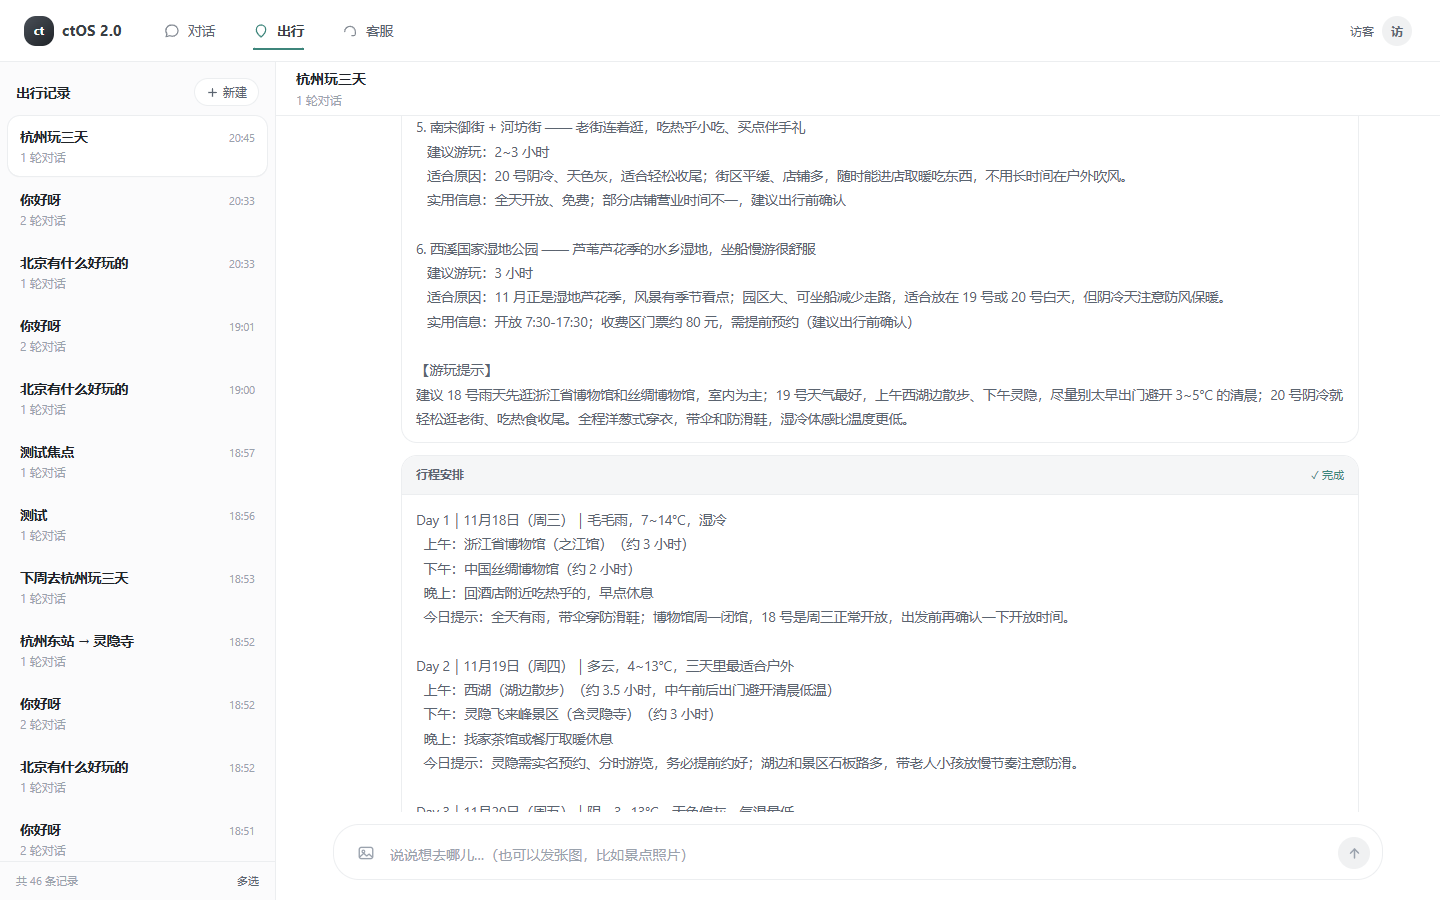 ct ctOS 2.0
对话
出行
客服
访客 访
出行记录
+ 新建
杭州玩三天 20:45
1 轮对话
你好呀 20:33
2 轮对话
北京有什么好玩的 20:33
1 轮对话
你好呀 19:01
2 轮对话
北京有什么好玩的 19:00
1 轮对话
测试焦点 18:57
1 轮对话
测试 18:56
1 轮对话
下周去杭州玩三天 18:53
1 轮对话
杭州东站 → 灵隐寺 18:52
1 轮对话
你好呀 18:52
2 轮对话
北京有什么好玩的 18:52
1 轮对话
你好呀 18:51
2 轮对话
共 46 条记录 多选
杭州玩三天
1 轮对话
5. 南宋御街 + 河坊街 —— 老街连着逛，吃热乎小吃、买点伴手礼
建议游玩：2~3 小时
适合原因：20 号阴冷、天色灰，适合轻松收尾；街区平缓、店铺多，随时能进店取暖吃东西，不用长时间在户外吹风。
实用信息：全天开放、免费；部分店铺营业时间不一，建议出行前确认
6. 西溪国家湿地公园 —— 芦苇芦花季的水乡湿地，坐船慢游很舒服
建议游玩：3 小时
适合原因：11 月正是湿地芦花季，风景有季节看点；园区大、可坐船减少走路，适合放在 19 号或 20 号白天，但阴冷天注意防风保暖。
实用信息：开放 7:30-17:30；收费区门票约 80 元，需提前预约（建议出行前确认）
【游玩提示】
建议 18 号雨天先逛浙江省博物馆和丝绸博物馆，室内为主；19 号天气最好，上午西湖边散步、下午灵隐，尽量别太早出门避开 3~5°C 的清晨；20 号阴冷就
轻松逛老街、吃热食收尾。全程洋葱式穿衣，带伞和防滑鞋，湿冷体感比温度更低。
行程安排 ✓ 完成
Day 1 | 11月18日（周三） | 毛毛雨，7~14°C，湿冷
上午：浙江省博物馆（之江馆）（约 3 小时）
下午：中国丝绸博物馆（约 2 小时）
晚上：回酒店附近吃热乎的，早点休息
今日提示：全天有雨，带伞穿防滑鞋；博物馆周一闭馆，18 号是周三正常开放，出发前再确认一下开放时间。
Day 2 | 11月19日（周四） | 多云，4~13°C，三天里最适合户外
上午：西湖（湖边散步）（约 3.5 小时，中午前后出门避开清晨低温）
下午：灵隐飞来峰景区（含灵隐寺）（约 3 小时）
晚上：找家茶馆或餐厅取暖休息
今日提示：灵隐需实名预约、分时游览，务必提前约好；湖边和景区石板路多，带老人小孩放慢节奏注意防滑。
Day 3 | 11月20日（周五） | 阴，3~13°C，天色偏灰，气温最低
说说想去哪儿...（也可以发张图，比如景点照片）